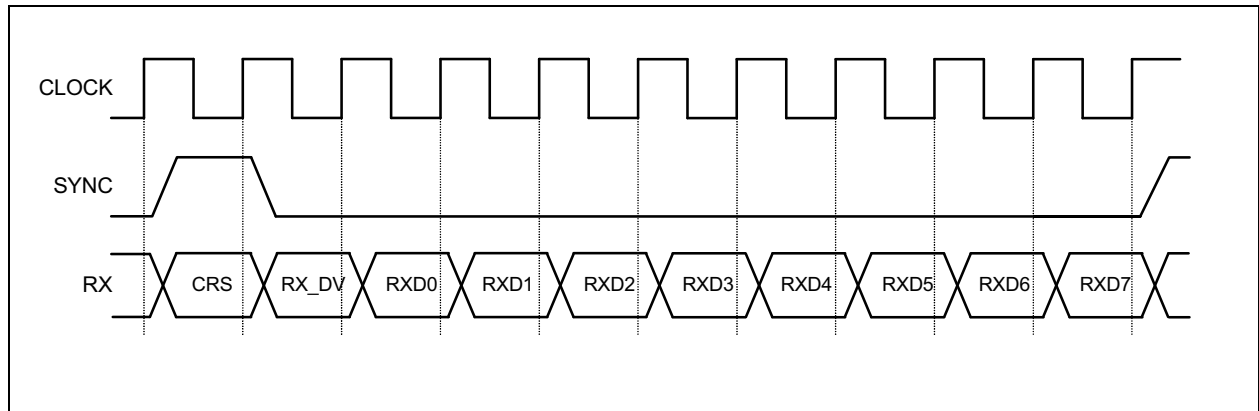 CLOCK
SYNC
RX CRS RX_DV RXD0 RXD1 RXD2 RXD3 RXD4 RXD5 RXD6 RXD7